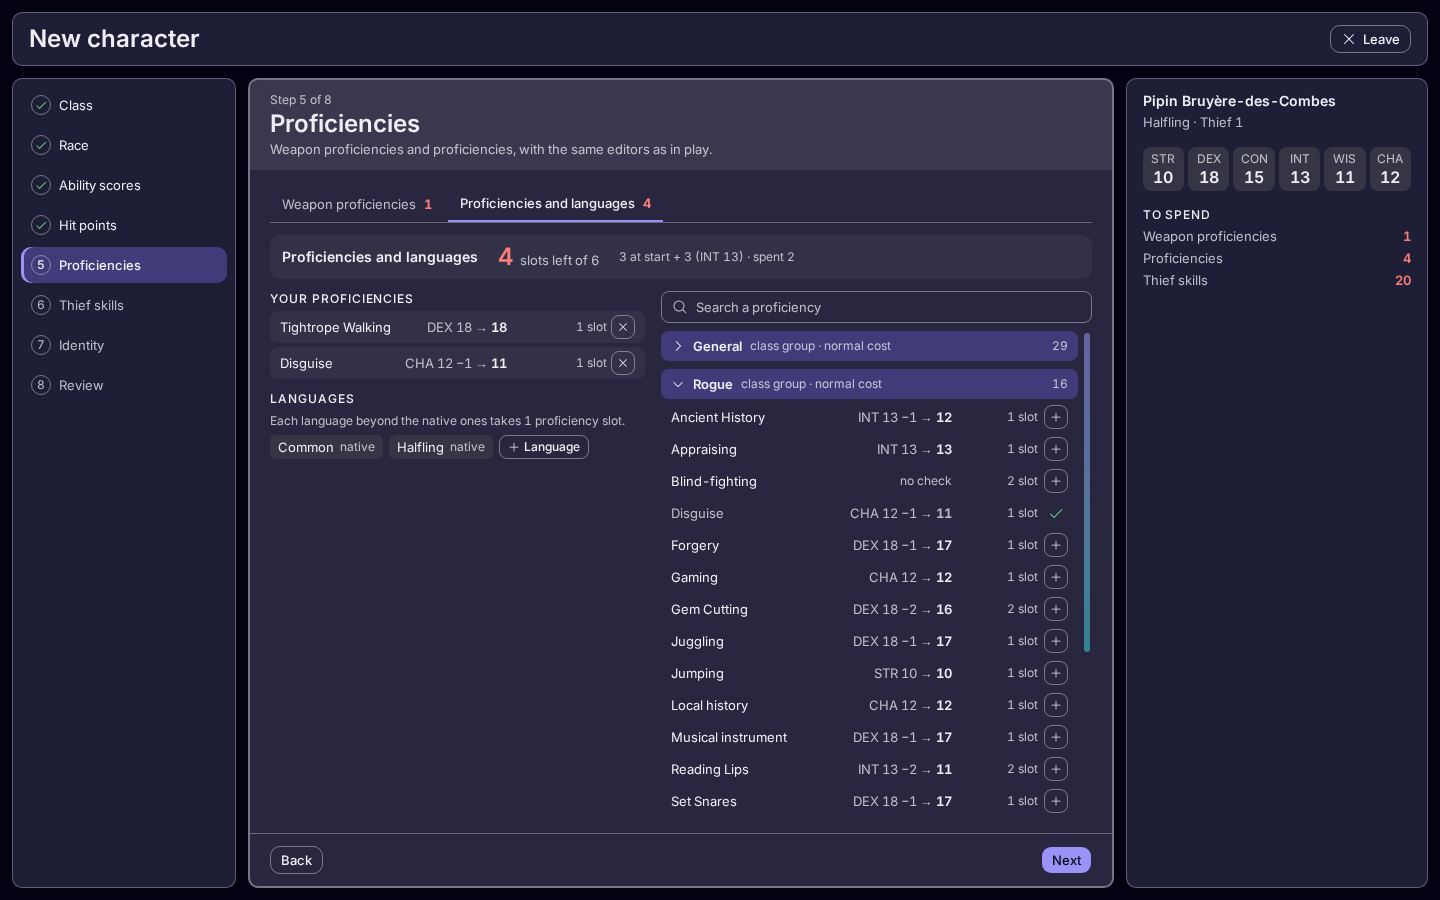 New character
Leave
Class
Race
Ability scores
Hit points
5 Proficiencies
6 Thief skills
7 Identity
8 Review
Step 5 of 8
Proficiencies
Weapon proficiencies and proficiencies, with the same editors as in play.
Weapon proficiencies 1
Proficiencies and languages 4
Proficiencies and languages 4 slots left of 6 3 at start + 3 (INT 13) · spent 2
YOUR PROFICIENCIES
Tightrope Walking DEX 18 → 18 1 slot
Disguise CHA 12 −1 → 11 1 slot
LANGUAGES
Each language beyond the native ones takes 1 proficiency slot.
Common native Halfling native + Language
Search a proficiency
General class group · normal cost 29
Rogue class group · normal cost 16
Ancient History INT 13 −1 → 12 1 slot
Appraising INT 13 → 13 1 slot
Blind-fighting no check 2 slot
Disguise CHA 12 −1 → 11 1 slot
Forgery DEX 18 −1 → 17 1 slot
Gaming CHA 12 → 12 1 slot
Gem Cutting DEX 18 −2 → 16 2 slot
Juggling DEX 18 −1 → 17 1 slot
Jumping STR 10 → 10 1 slot
Local history CHA 12 → 12 1 slot
Musical instrument DEX 18 −1 → 17 1 slot
Reading Lips INT 13 −2 → 11 2 slot
Set Snares DEX 18 −1 → 17 1 slot
Back
Next
Pipin Bruyère-des-Combes
Halfling · Thief 1
STR DEX CON INT WIS CHA
10 18 15 13 11 12
TO SPEND
Weapon proficiencies 1
Proficiencies 4
Thief skills 20